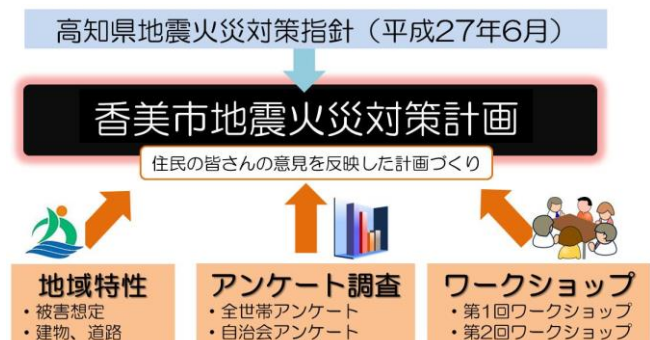 高知県地震火災対策指針（平成27年6月）
香美市地震火災対策計画
住民の皆さんの意見を反映した計画づくり
地域特性
・被害想定
・建物、道路
アンケート調査
・全世帯アンケート
・自治会アンケート
ワークショップ
・第1回ワークショップ
・第2回ワークショップ